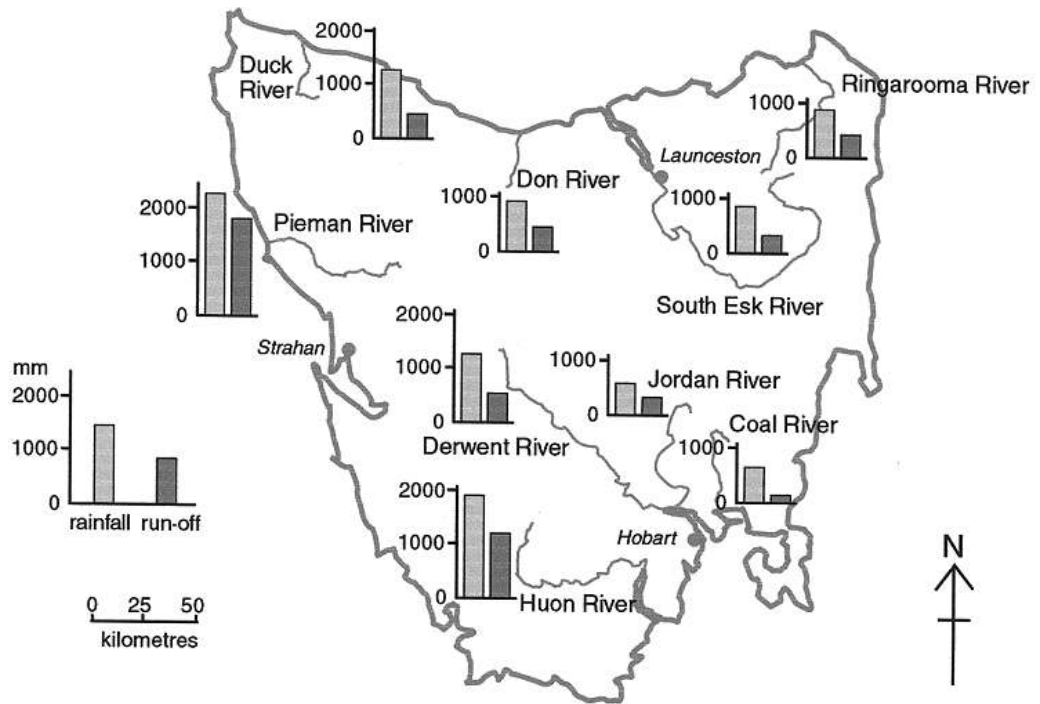 2000
1000
0
Duck
River
Ringarooma River
1000
0
Launceston
Don River
1000
0
1000
0
2000
1000
0
Pieman River
South Esk River
Strahan
2000
1000
0
Derwent River
1000
0
Jordan River
Coal River
1000
0
mm
2000
1000
0
rainfall run-off
2000
1000
0
Huon River
Hobart
N
0 25 50
kilometres